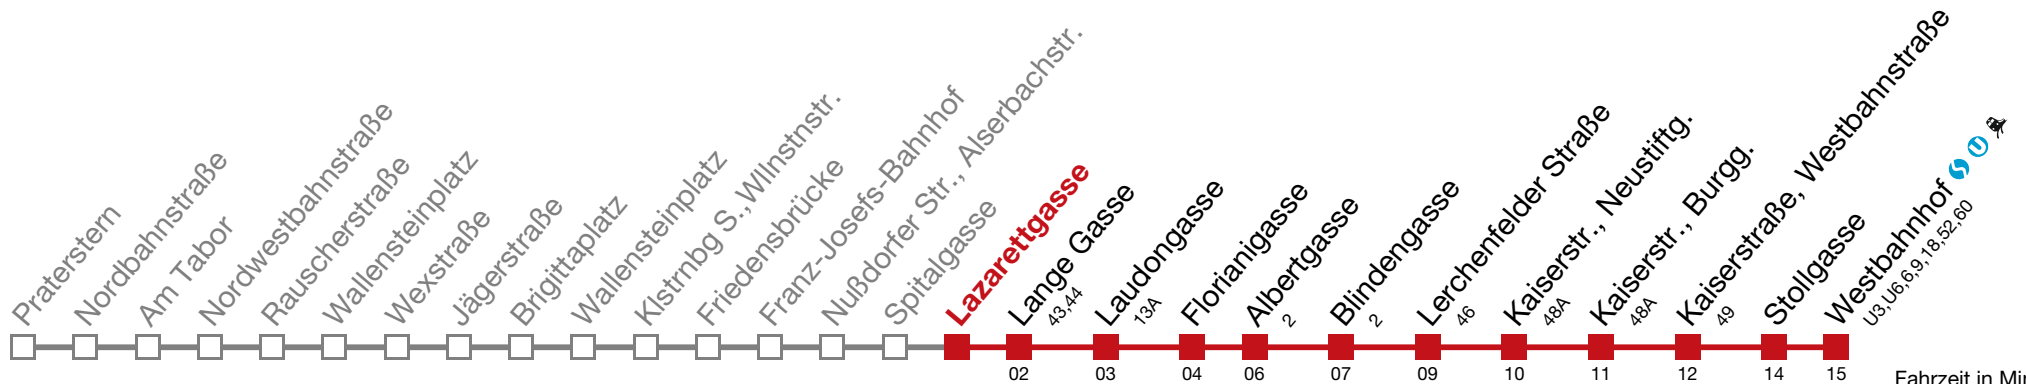 Praterstern
Nordbahnstraße
Am Tabor
Nordwestbahnstraße
Rauscherstraße
Wallensteinplatz
Wexstraße
Jägerstraße
Brigittaplatz
Wallensteinplatz
Klstrnbg S., Wllnstnstr.
Friedensbrücke
Franz-Josefs-Bahnhof
Nußdorfer Str., Alserbachstr.
Spitalgasse
Lazarettgasse
Lange Gasse
43,44
Laudongasse
13A
Florianigasse
Albertgasse
2
Blindengasse
2
Lerchenfelder Straße
46
Kaiserstr., Neustiftg.
48A
Kaiserstr., Burgg.
48A
Kaiserstraße, Westbahnstraße
49
Stollgasse
Westbahnhof S U
U3,U6,6,9,18,52,60
02 03 04 06 07 09 10 11 12 14 15
Fahrzeit in Mi